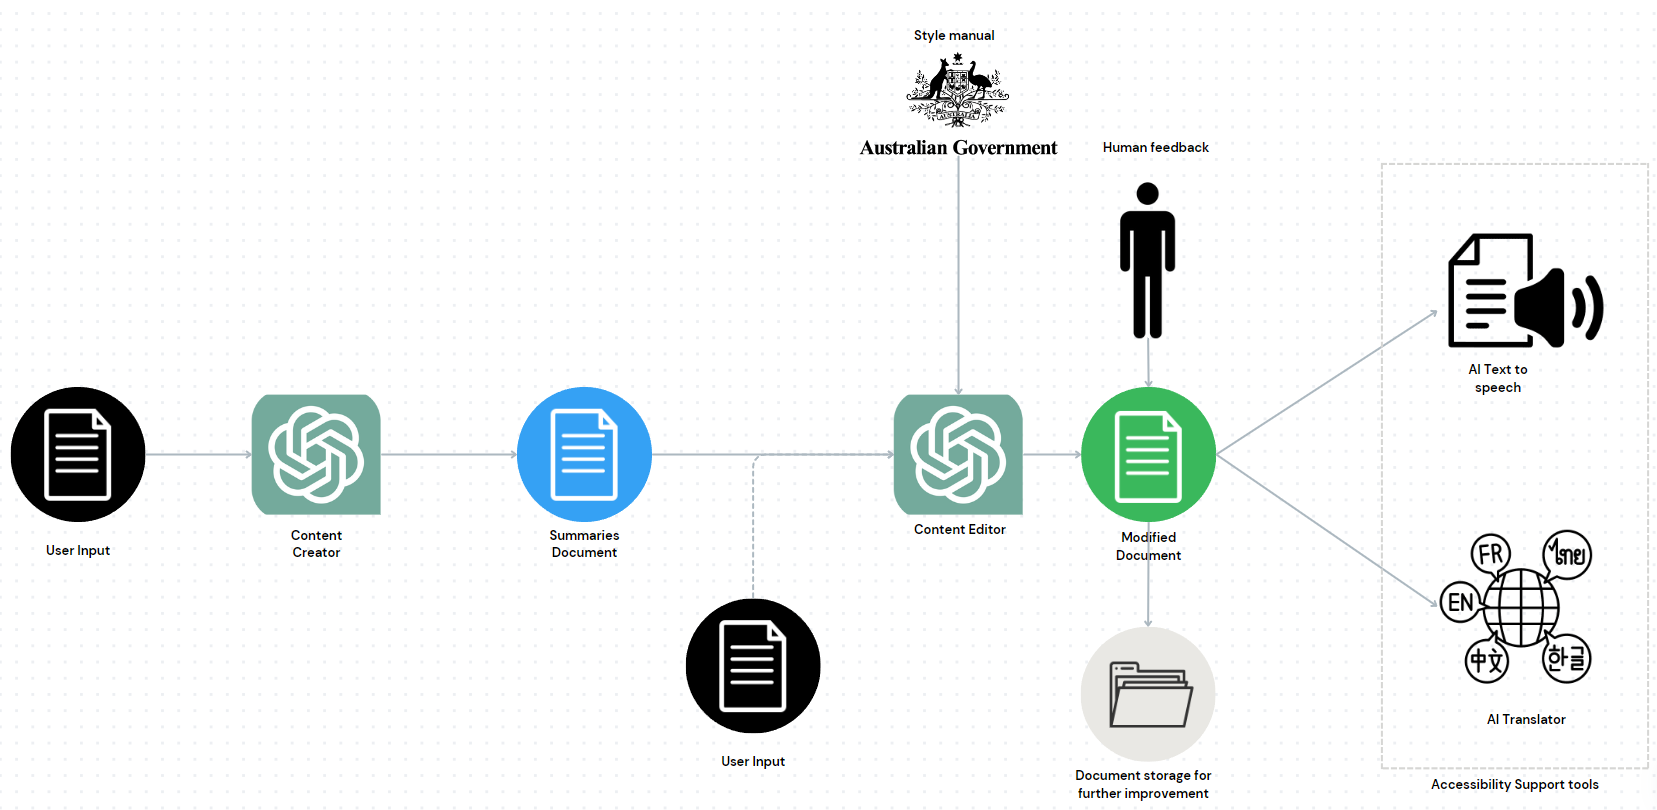 Style manual
AUSTRALIA
Australian Government
Human feedback
AI Text to
speech
User Input
Content
Creator
Summaries
Document
Content Editor
Modified
Document
FR
ไทย
EN
中文
한글
User Input
AI Translator
Document storage for
further improvement
Accessibility Support tools